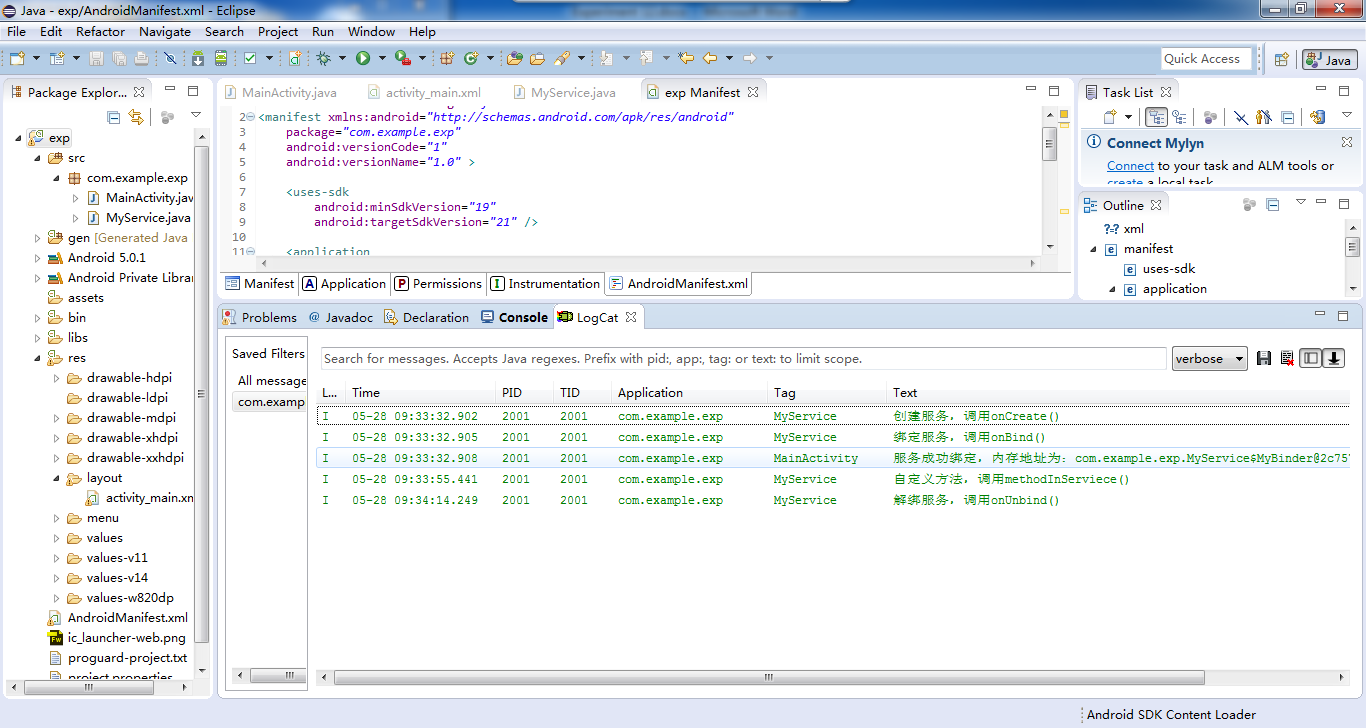 Java - exp/AndroidManifest.xml - Eclipse
File Edit Refactor Navigate Search Project Run Window Help
Quick Access
Java
Package Explor...
exp
src
com.example.exp
MainActivity.jav
MyService.java
gen [Generated Java
Android 5.0.1
Android Private Librar
assets
bin
libs
res
drawable-hdpi
drawable-ldpi
drawable-mdpi
drawable-xhdpi
drawable-xxhdpi
layout
activity_main.xm
menu
values
values-v11
values-v14
values-w820dp
AndroidManifest.xml
ic_launcher-web.png
proguard-project.txt
project.properties
MainActivity.java activity_main.xml MyService.java exp Manifest
2 <manifest xmlns:android="http://schemas.android.com/apk/res/android"
3 package="com.example.exp"
4 android:versionCode="1"
5 android:versionName="1.0" >
6
7 <uses-sdk
8 android:minSdkVersion="19"
9 android:targetSdkVersion="21" />
10
11 <application
Manifest A Application P Permissions I Instrumentation AndroidManifest.xml
Task List
Connect Mylyn
Connect to your task and ALM tools or
create a local task
Outline
xml
manifest
uses-sdk
application
Problems @ Javadoc Declaration Console LogCat
Saved Filters
All message
com.examp
Search for messages. Accepts Java regexes. Prefix with pid:, app:, tag: or text: to limit scope.
verbose
L... Time PID TID Application Tag Text
I 05-28 09:33:32.902 2001 2001 com.example.exp MyService 创建服务，调用onCreate()
I 05-28 09:33:32.905 2001 2001 com.example.exp MyService 绑定服务，调用onBind()
I 05-28 09:33:32.908 2001 2001 com.example.exp MainActivity 服务成功绑定，内存地址为：com.example.exp.MyService$MyBinder@2c75
I 05-28 09:33:55.441 2001 2001 com.example.exp MyService 自定义方法，调用methodInServiece()
I 05-28 09:34:14.249 2001 2001 com.example.exp MyService 解绑服务，调用onUnbind()
Android SDK Content Loader